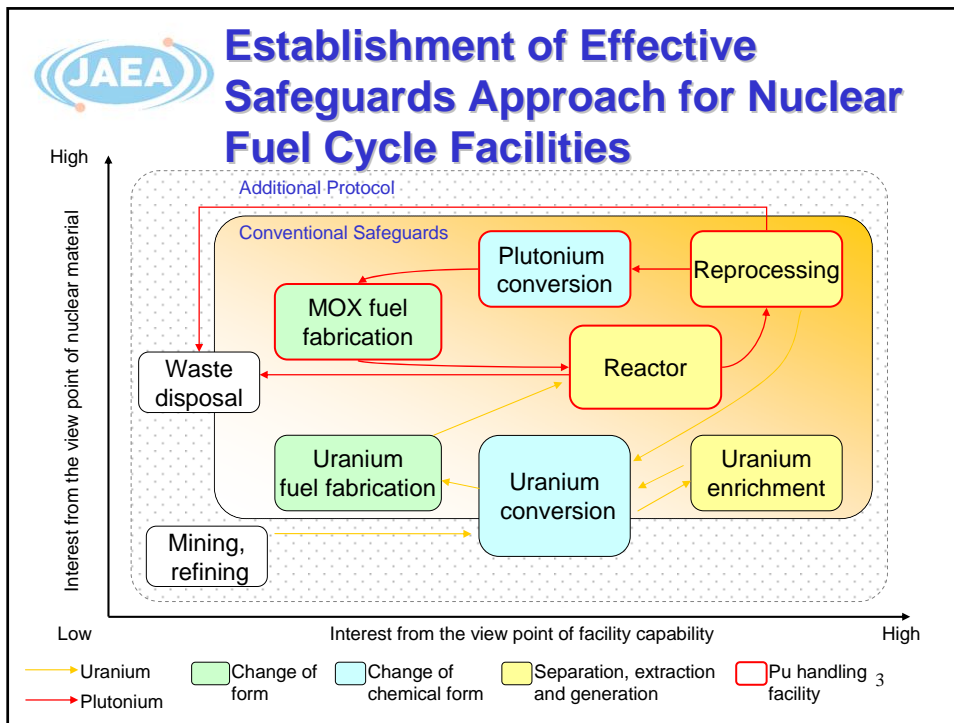 JAEA
Establishment of Effective
Safeguards Approach for Nuclear
Fuel Cycle Facilities
High
Interest from the view point of nuclear material
Additional Protocol
Conventional Safeguards
Plutonium
conversion
Reprocessing
MOX fuel
fabrication
Reactor
Waste
disposal
Uranium
fuel fabrication
Uranium
conversion
Uranium
enrichment
Mining,
refining
Low
Interest from the view point of facility capability
High
Uranium
Plutonium
Change of
form
Change of
chemical form
Separation, extraction
and generation
Pu handling
facility
3